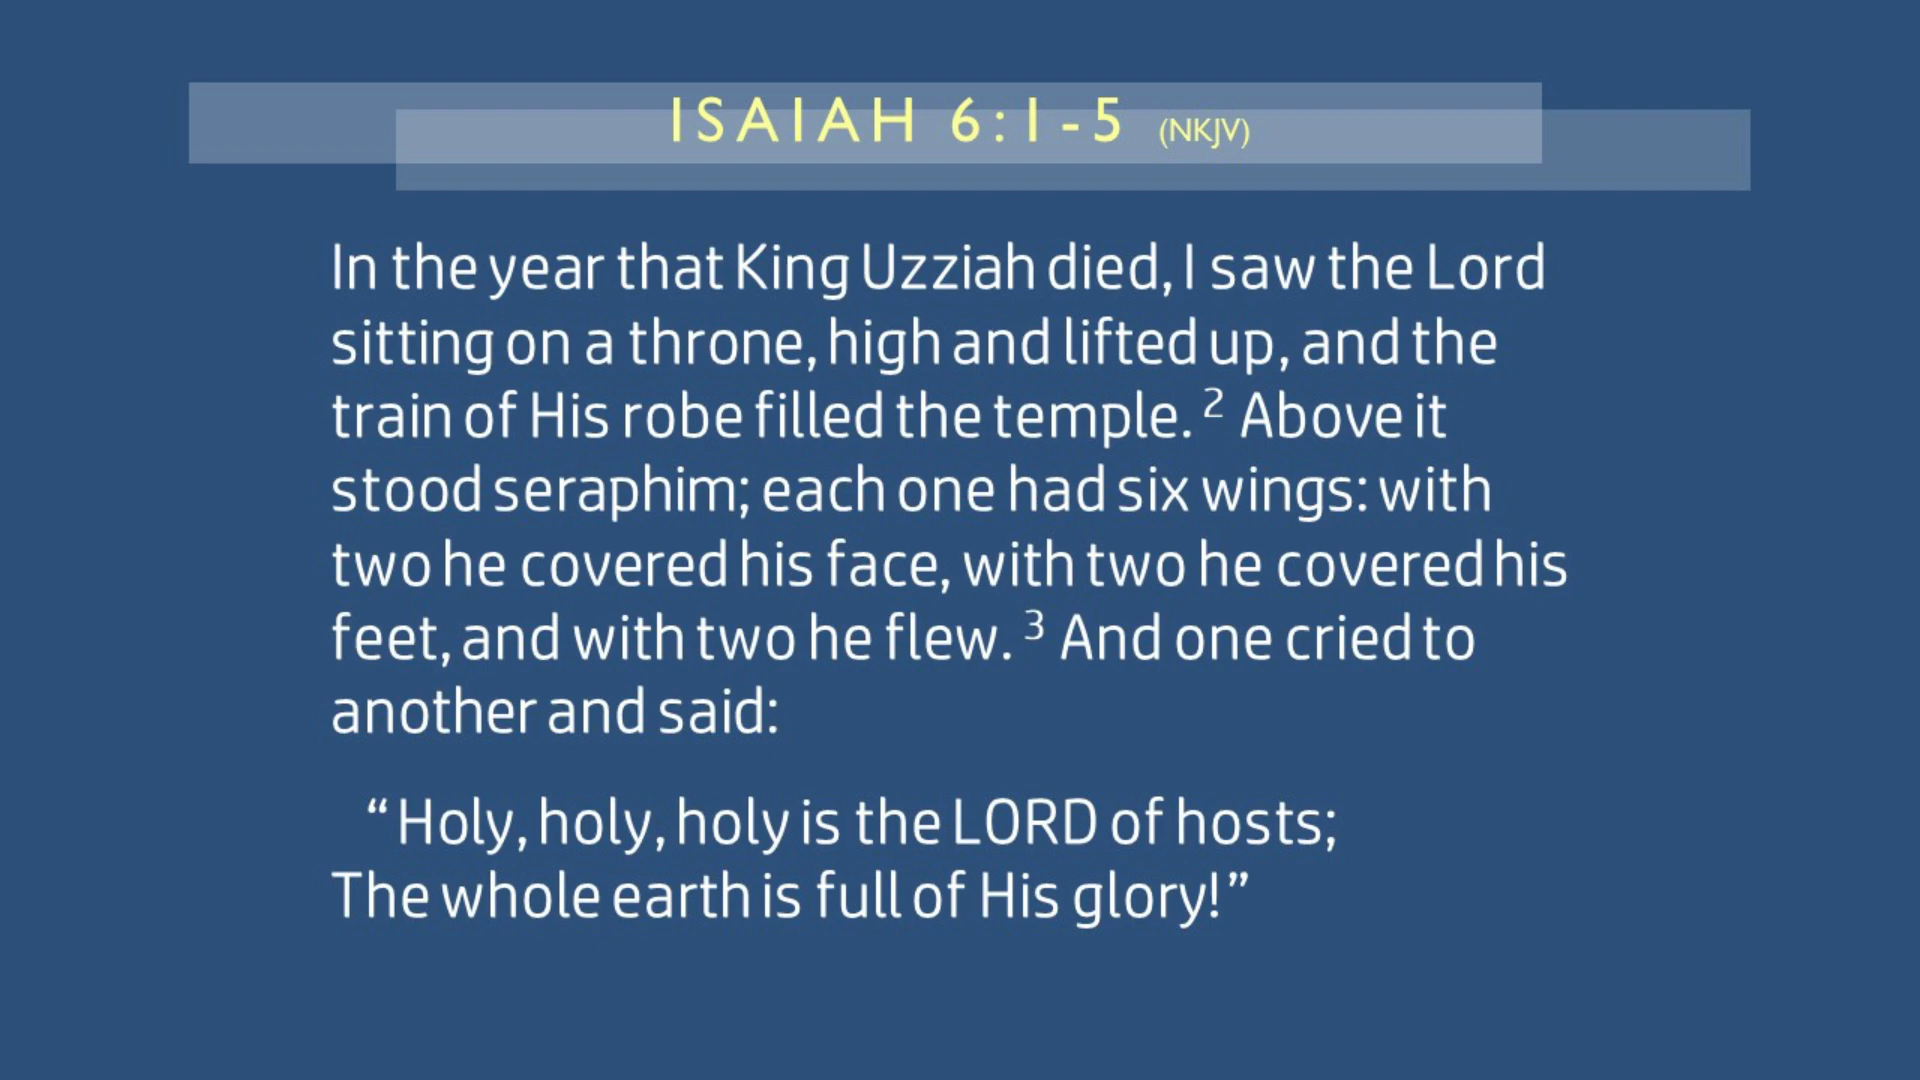 ISAIAH 6:1-5 (NKJV)
In the year that King Uzziah died, I saw the Lord
sitting on a throne, high and lifted up, and the
train of His robe filled the temple. ² Above it
stood seraphim; each one had six wings: with
two he covered his face, with two he covered his
feet, and with two he flew. ³ And one cried to
another and said:
“Holy, holy, holy is the LORD of hosts;
The whole earth is full of His glory!”